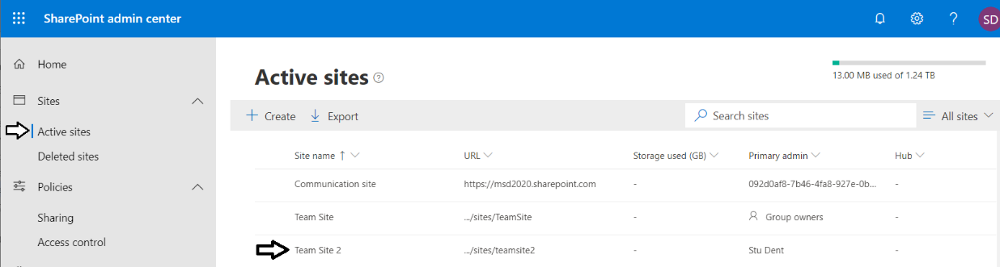 SharePoint admin center
SD
Home
Sites
Active sites
Deleted sites
Policies
Sharing
Access control
Active sites
13.00 MB used of 1.24 TB
Create Export Search sites All sites
Site name URL Storage used (GB) Primary admin Hub
Communication site https://msd2020.sharepoint.com - 092d0af8-7b46-4fa8-927e-0b... -
Team Site .../sites/TeamSite - Group owners -
Team Site 2 .../sites/teamsite2 - Stu Dent -